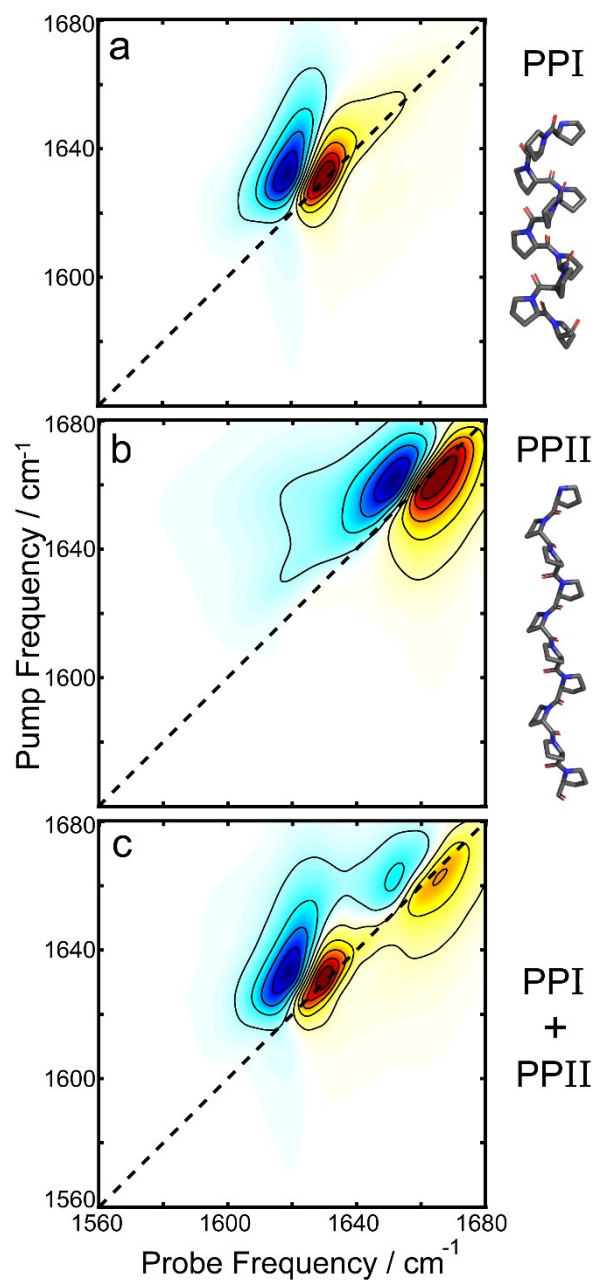 1680
a
PPI
1640
1600
1680
b
PPII
1640
1600
Pump Frequency / cm-1
1680
c
1640
PPI
+
PPII
1600
1560
1560 1600 1640 1680
Probe Frequency / cm-1